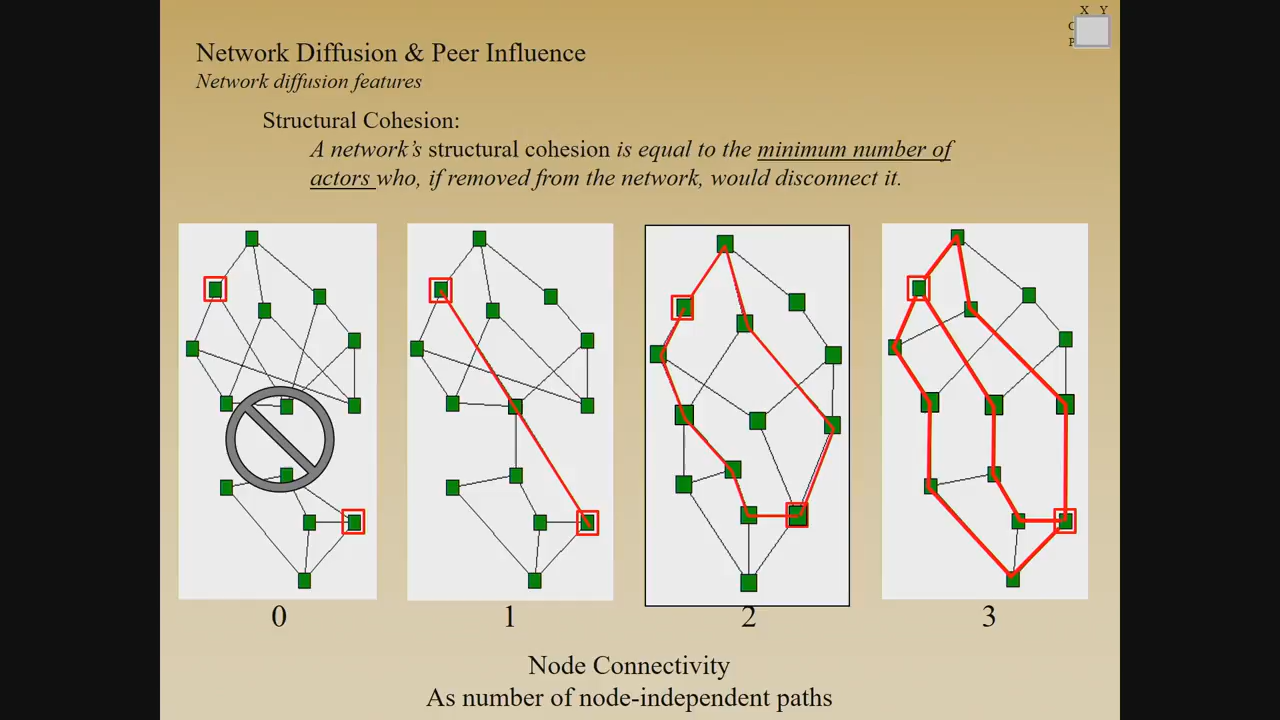 X Y
C
P
Network Diffusion & Peer Influence
Network diffusion features
Structural Cohesion:
A network's structural cohesion is equal to the minimum number of
actors who, if removed from the network, would disconnect it.
0 1 2 3
Node Connectivity
As number of node-independent paths